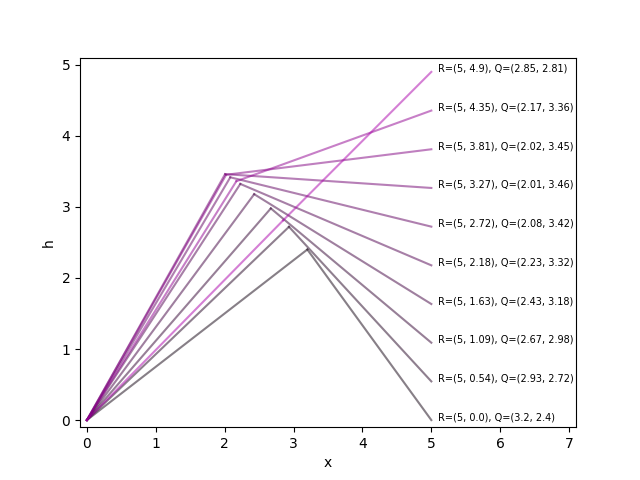 5
R=(5, 4.9), Q=(2.85, 2.81)
R=(5, 4.35), Q=(2.17, 3.36)
4
R=(5, 3.81), Q=(2.02, 3.45)
R=(5, 3.27), Q=(2.01, 3.46)
3
h
R=(5, 2.72), Q=(2.08, 3.42)
R=(5, 2.18), Q=(2.23, 3.32)
2
R=(5, 1.63), Q=(2.43, 3.18)
R=(5, 1.09), Q=(2.67, 2.98)
1
R=(5, 0.54), Q=(2.93, 2.72)
R=(5, 0.0), Q=(3.2, 2.4)
0
0 1 2 3 4 5 6 7
x